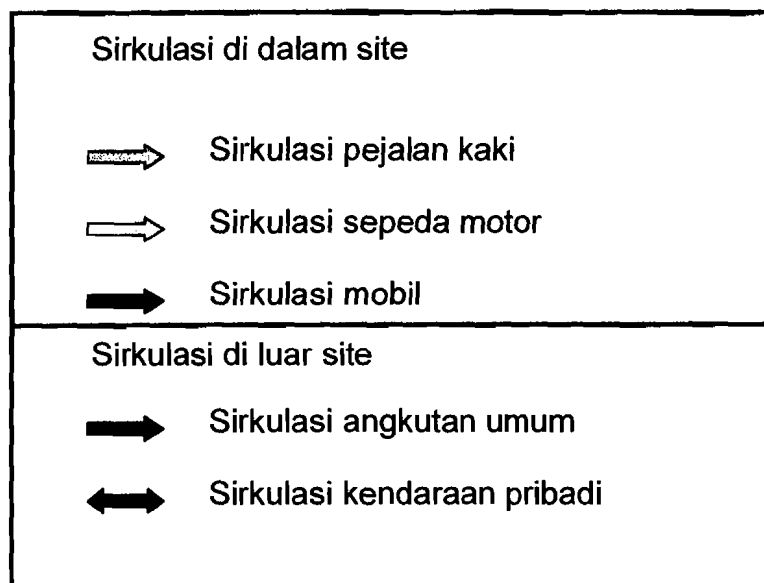 Sirkulasi di dalam site
Sirkulasi pejalan kaki
Sirkulasi sepeda motor
Sirkulasi mobil
Sirkulasi di luar site
Sirkulasi angkutan umum
Sirkulasi kendaraan pribadi